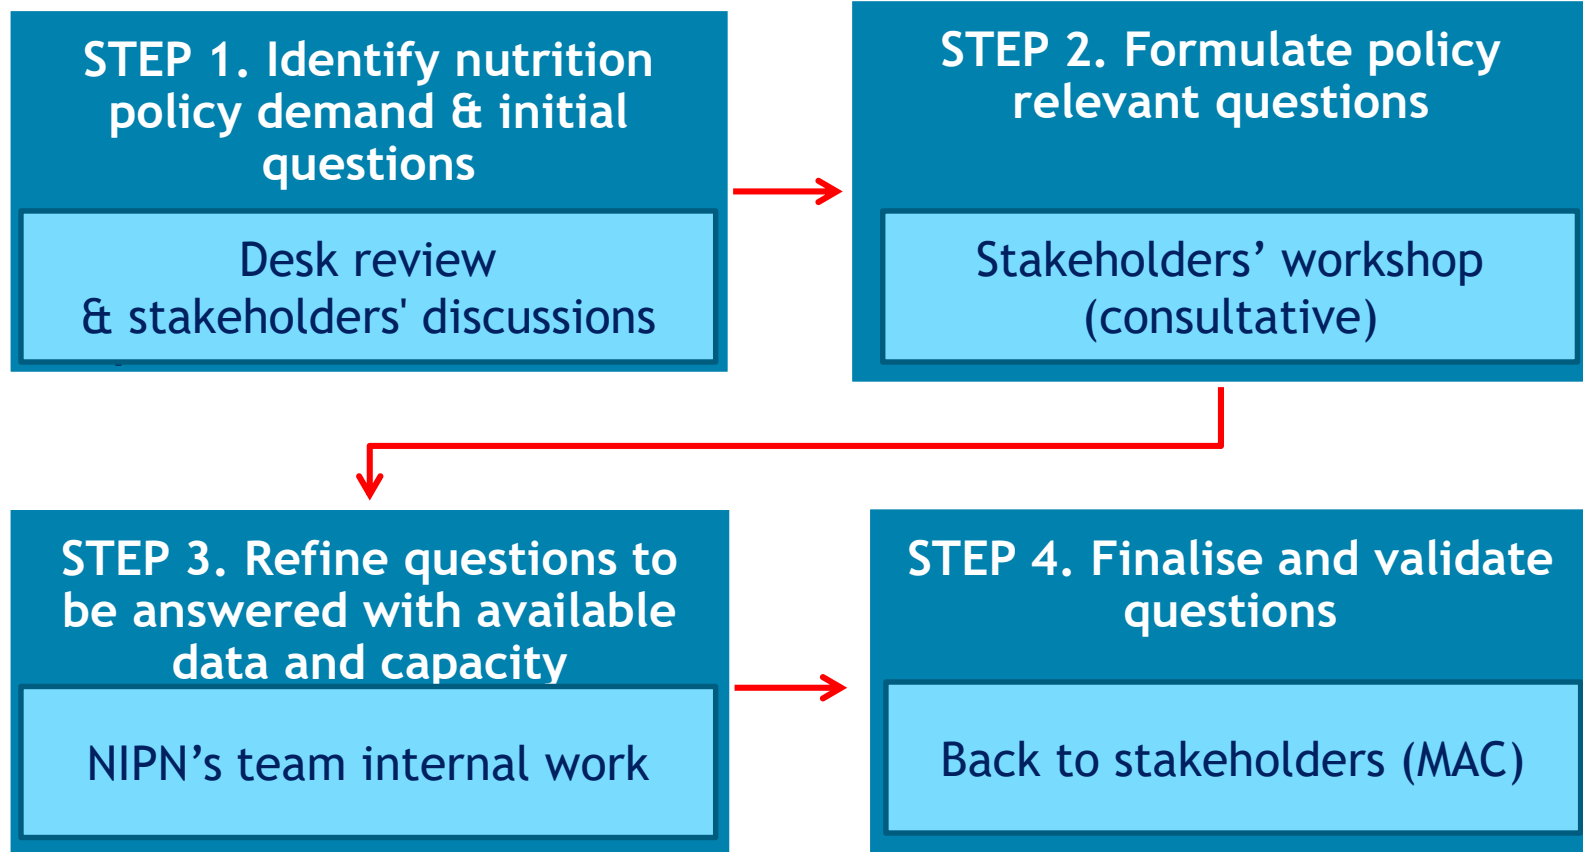 STEP 1. Identify nutrition
policy demand & initial
questions
Desk review
& stakeholders' discussions
STEP 2. Formulate policy
relevant questions
Stakeholders’ workshop
(consultative)
STEP 3. Refine questions to
be answered with available
data and capacity
NIPN’s team internal work
STEP 4. Finalise and validate
questions
Back to stakeholders (MAC)